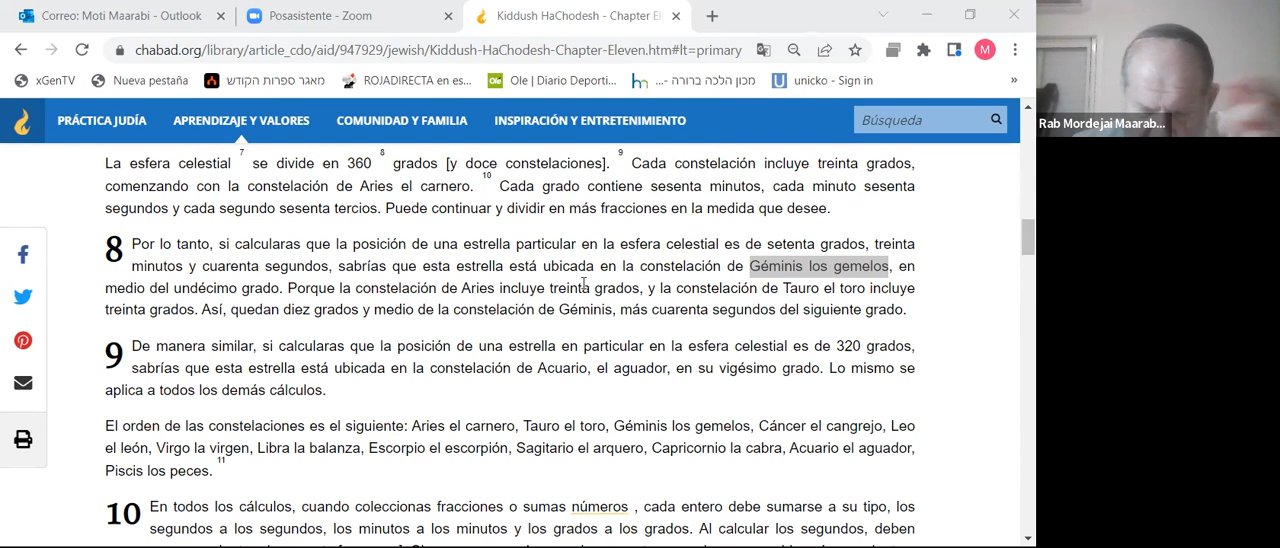 Correo: Moti Maarabi - Outlook
Posasistente - Zoom
Kiddush HaChodesh - Chapter El
chabad.org/library/article_cdo/aid/947929/jewish/Kiddush-HaChodesh-Chapter-Eleven.htm#lt=primary
M
xGenTV
Nueva pestaña
מאגר ספרות הקודש
ROJADIRECTA en es...
Ole | Diario Deporti...
מכון הלכה ברורה -...
unicko - Sign in
»
PRÁCTICA JUDÍA
APRENDIZAJE Y VALORES
COMUNIDAD Y FAMILIA
INSPIRACIÓN Y ENTRETENIMIENTO
Búsqueda
Rab Mordejai Maarab...
La esfera celestial 7 se divide en 360 8 grados [y doce constelaciones]. 9 Cada constelación incluye treinta grados,
comenzando con la constelación de Aries el carnero. 10 Cada grado contiene sesenta minutos, cada minuto sesenta
segundos y cada segundo sesenta tercios. Puede continuar y dividir en más fracciones en la medida que desee.
8 Por lo tanto, si calcularas que la posición de una estrella particular en la esfera celestial es de setenta grados, treinta
minutos y cuarenta segundos, sabrías que esta estrella está ubicada en la constelación de Géminis los gemelos, en
medio del undécimo grado. Porque la constelación de Aries incluye treinta grados, y la constelación de Tauro el toro incluye
treinta grados. Así, quedan diez grados y medio de la constelación de Géminis, más cuarenta segundos del siguiente grado.
9 De manera similar, si calcularas que la posición de una estrella en particular en la esfera celestial es de 320 grados,
sabrías que esta estrella está ubicada en la constelación de Acuario, el aguador, en su vigésimo grado. Lo mismo se
aplica a todos los demás cálculos.
El orden de las constelaciones es el siguiente: Aries el carnero, Tauro el toro, Géminis los gemelos, Cáncer el cangrejo, Leo
el león, Virgo la virgen, Libra la balanza, Escorpio el escorpión, Sagitario el arquero, Capricornio la cabra, Acuario el aguador,
Piscis los peces. 11
10 En todos los cálculos, cuando coleccionas fracciones o sumas números , cada entero debe sumarse a su tipo, los
segundos a los segundos, los minutos a los minutos y los grados a los grados. Al calcular los segundos, deben